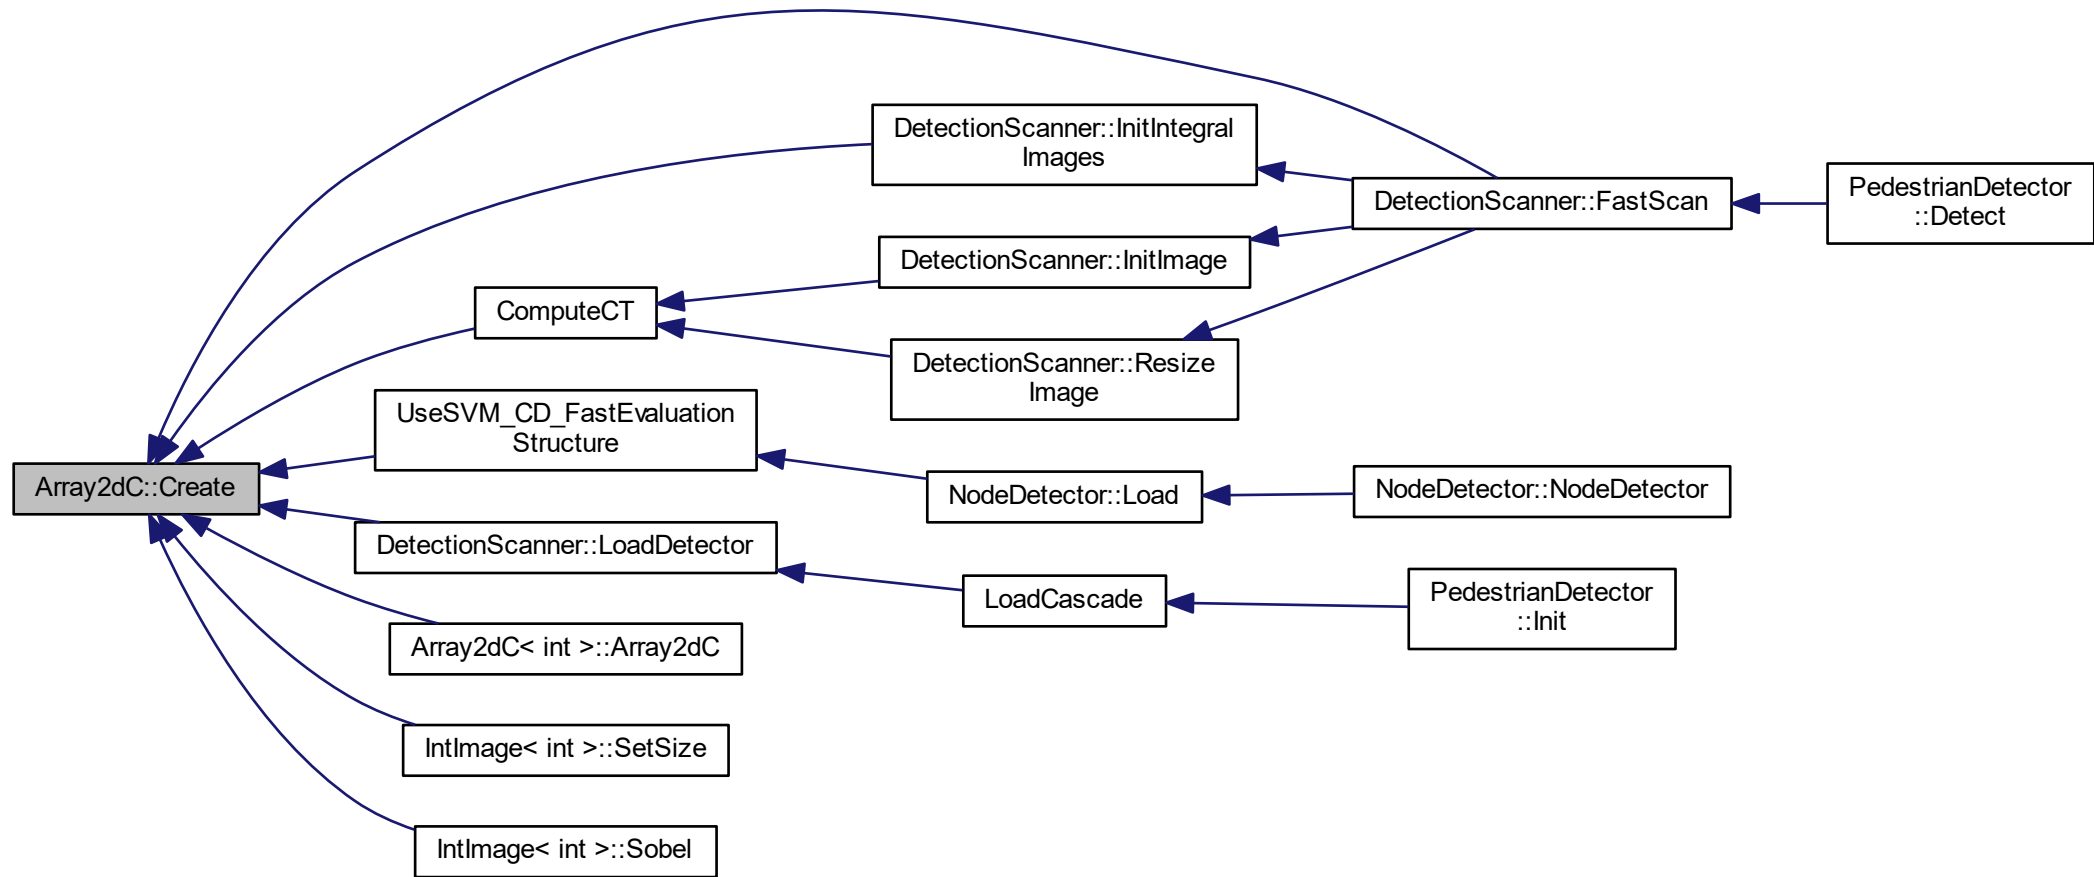 DetectionScanner::InitIntegral
Images
DetectionScanner::FastScan
PedestrianDetector
::Detect
DetectionScanner::InitImage
ComputeCT
DetectionScanner::Resize
Image
UseSVM_CD_FastEvaluation
Structure
Array2dC::Create
NodeDetector::Load
NodeDetector::NodeDetector
DetectionScanner::LoadDetector
LoadCascade
PedestrianDetector
::Init
Array2dC< int >::Array2dC
IntImage< int >::SetSize
IntImage< int >::Sobel